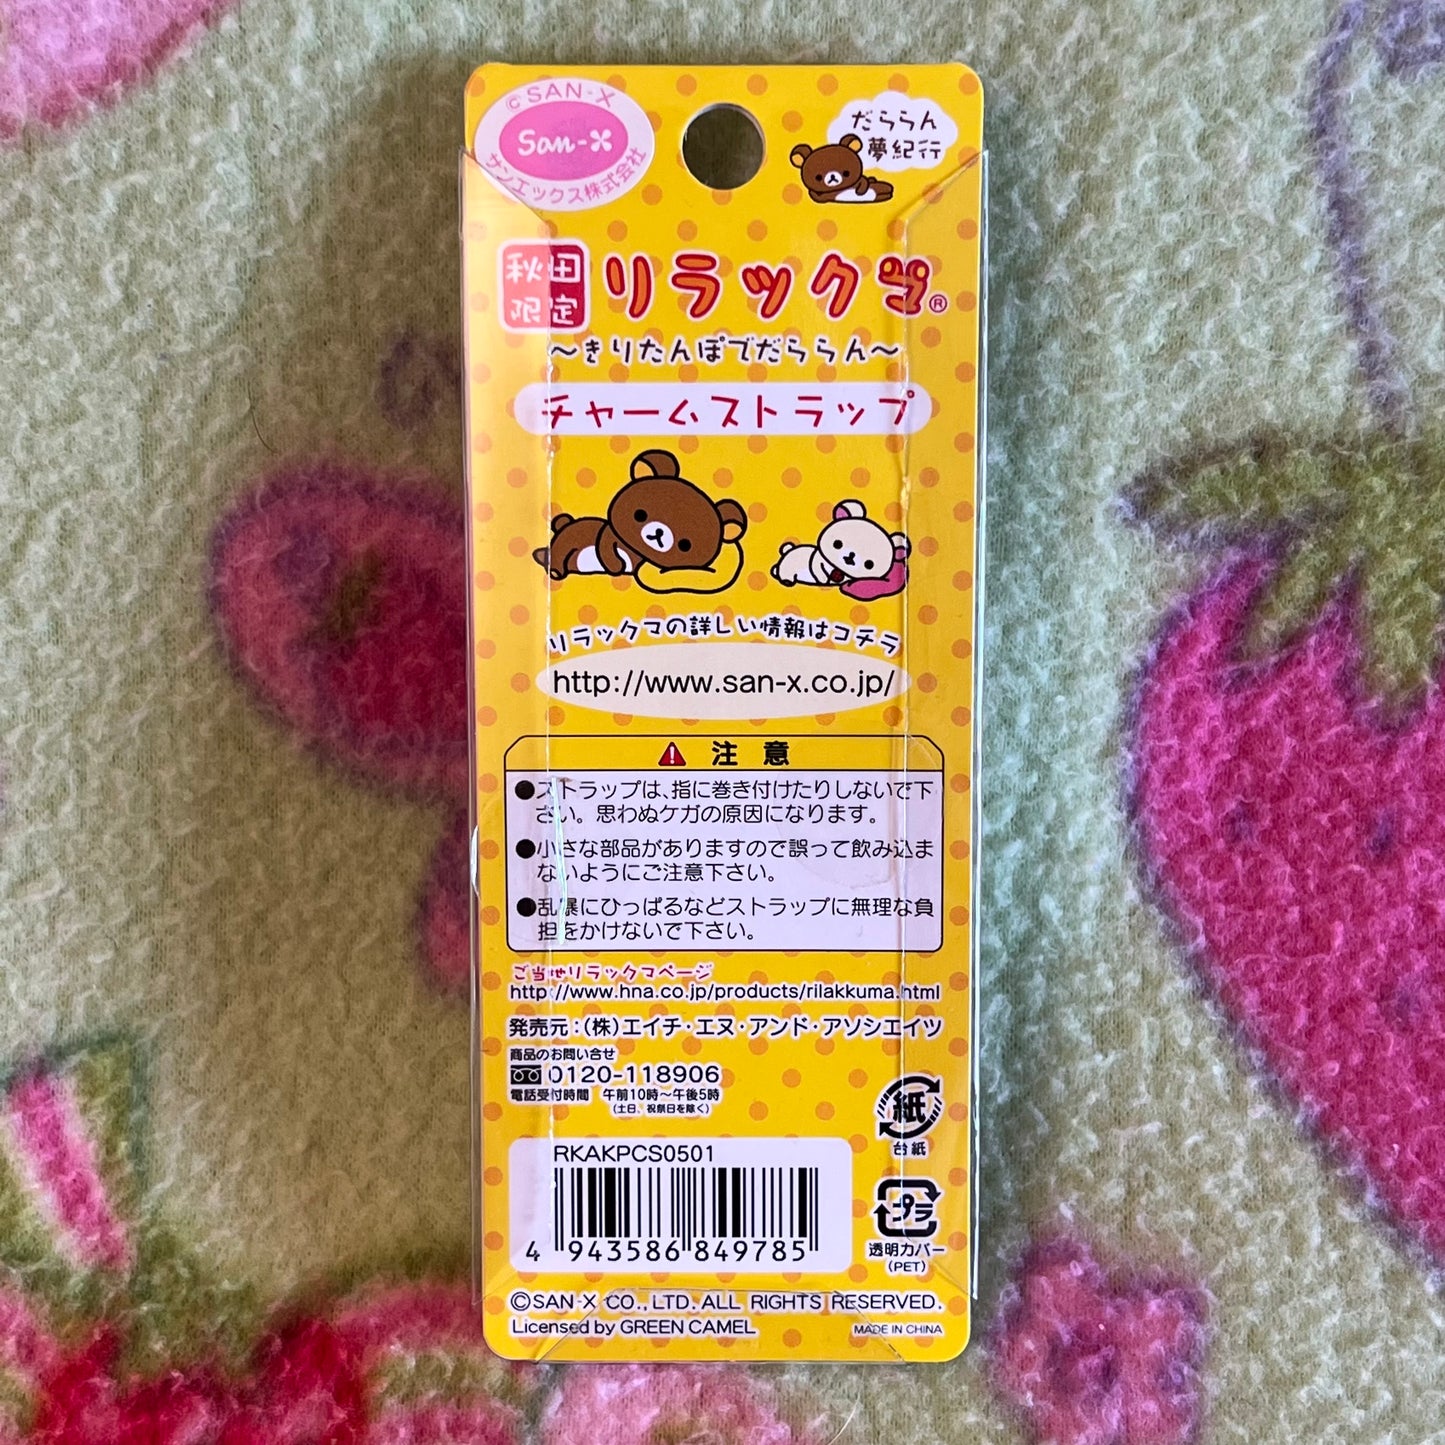 © SAN-X
San-X
サンエックス株式会社
だららん
夢紀行
秋田
限定
リラックマ®
～きりたんぽでだららん～
チャームストラップ
リラックマの詳しい情報はコチラ
http://www.san-x.co.jp/
注 意
●ストラップは、指に巻き付けたりしないで下
さい。思わぬケガの原因になります。
●小さな部品がありますので誤って飲み込ま
ないようにご注意下さい。
●乱暴にひっぱるなどストラップに無理な負
担をかけないで下さい。
ご当地リラックマページ
http://www.hna.co.jp/products/rilakkuma.html
発売元：(株)エイチ・エヌ・アンド・アソシエイツ
商品のお問い合せ
0120-118906
電話受付時間 午前10時～午後5時
(土日、祝祭日を除く)
紙
台紙
RKAKPCS0501
4 943586 849785
プラ
透明カバー
(PET)
©SAN-X CO.,LTD. ALL RIGHTS RESERVED.
Licensed by GREEN CAMEL
MADE IN CHINA